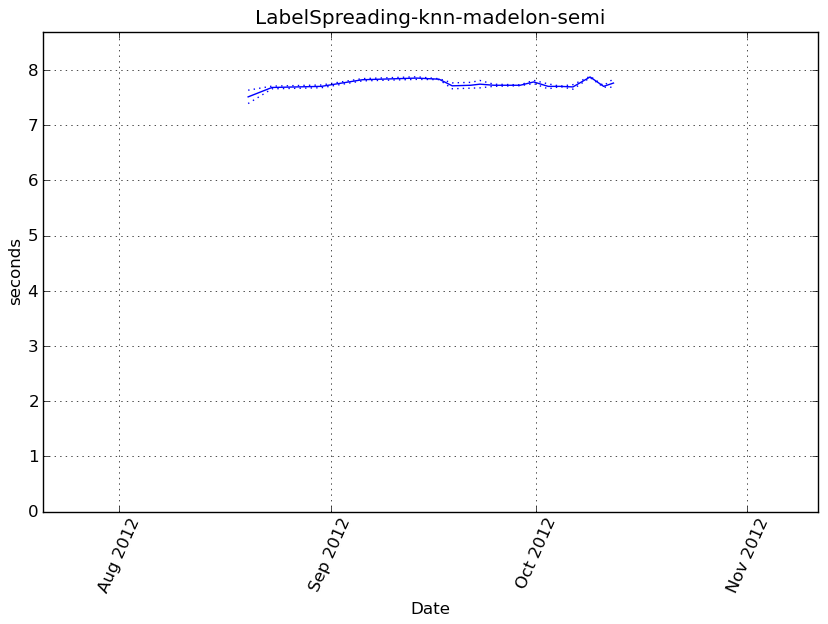 LabelSpreading-knn-madelon-semi
8
7
6
5
4
3
2
1
0
seconds
Aug 2012
Sep 2012
Oct 2012
Nov 2012
Date